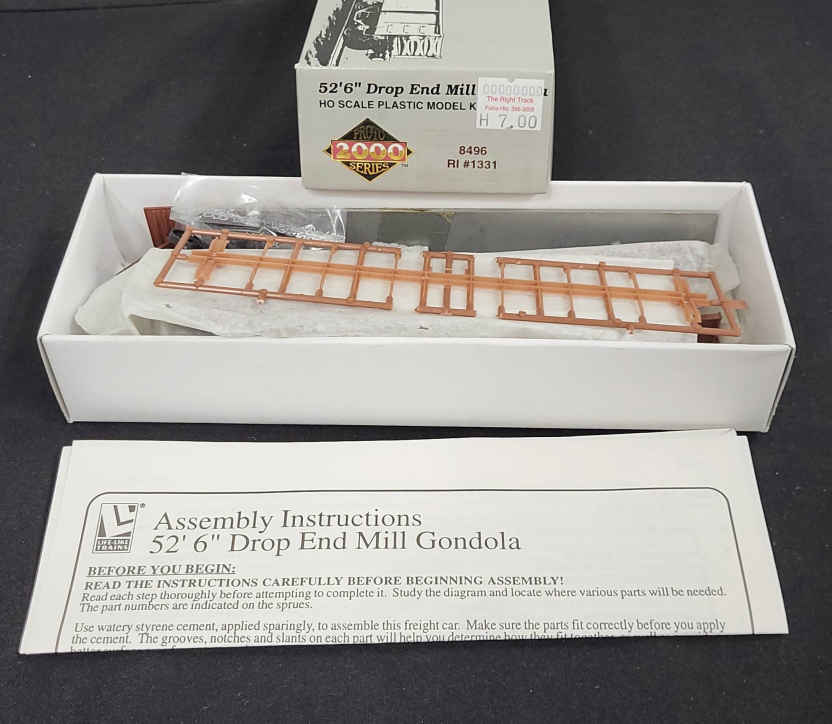 52'6" Drop End Mill
HO SCALE PLASTIC MODEL K
00000000
The Right Track
H 7.00
PROTO
2000
SERIES
™
8496
RI #1331
LIFE-LIKE
TRAINS
®
Assembly Instructions
52' 6" Drop End Mill Gondola
BEFORE YOU BEGIN:
READ THE INSTRUCTIONS CAREFULLY BEFORE BEGINNING ASSEMBLY!
Read each step thoroughly before attempting to complete it. Study the diagram and locate where various parts will be needed.
The part numbers are indicated on the sprues.
Use watery styrene cement, applied sparingly, to assemble this freight car. Make sure the parts fit correctly before you apply
the cement. The grooves, notches and slants on each part will help you determine how they fit